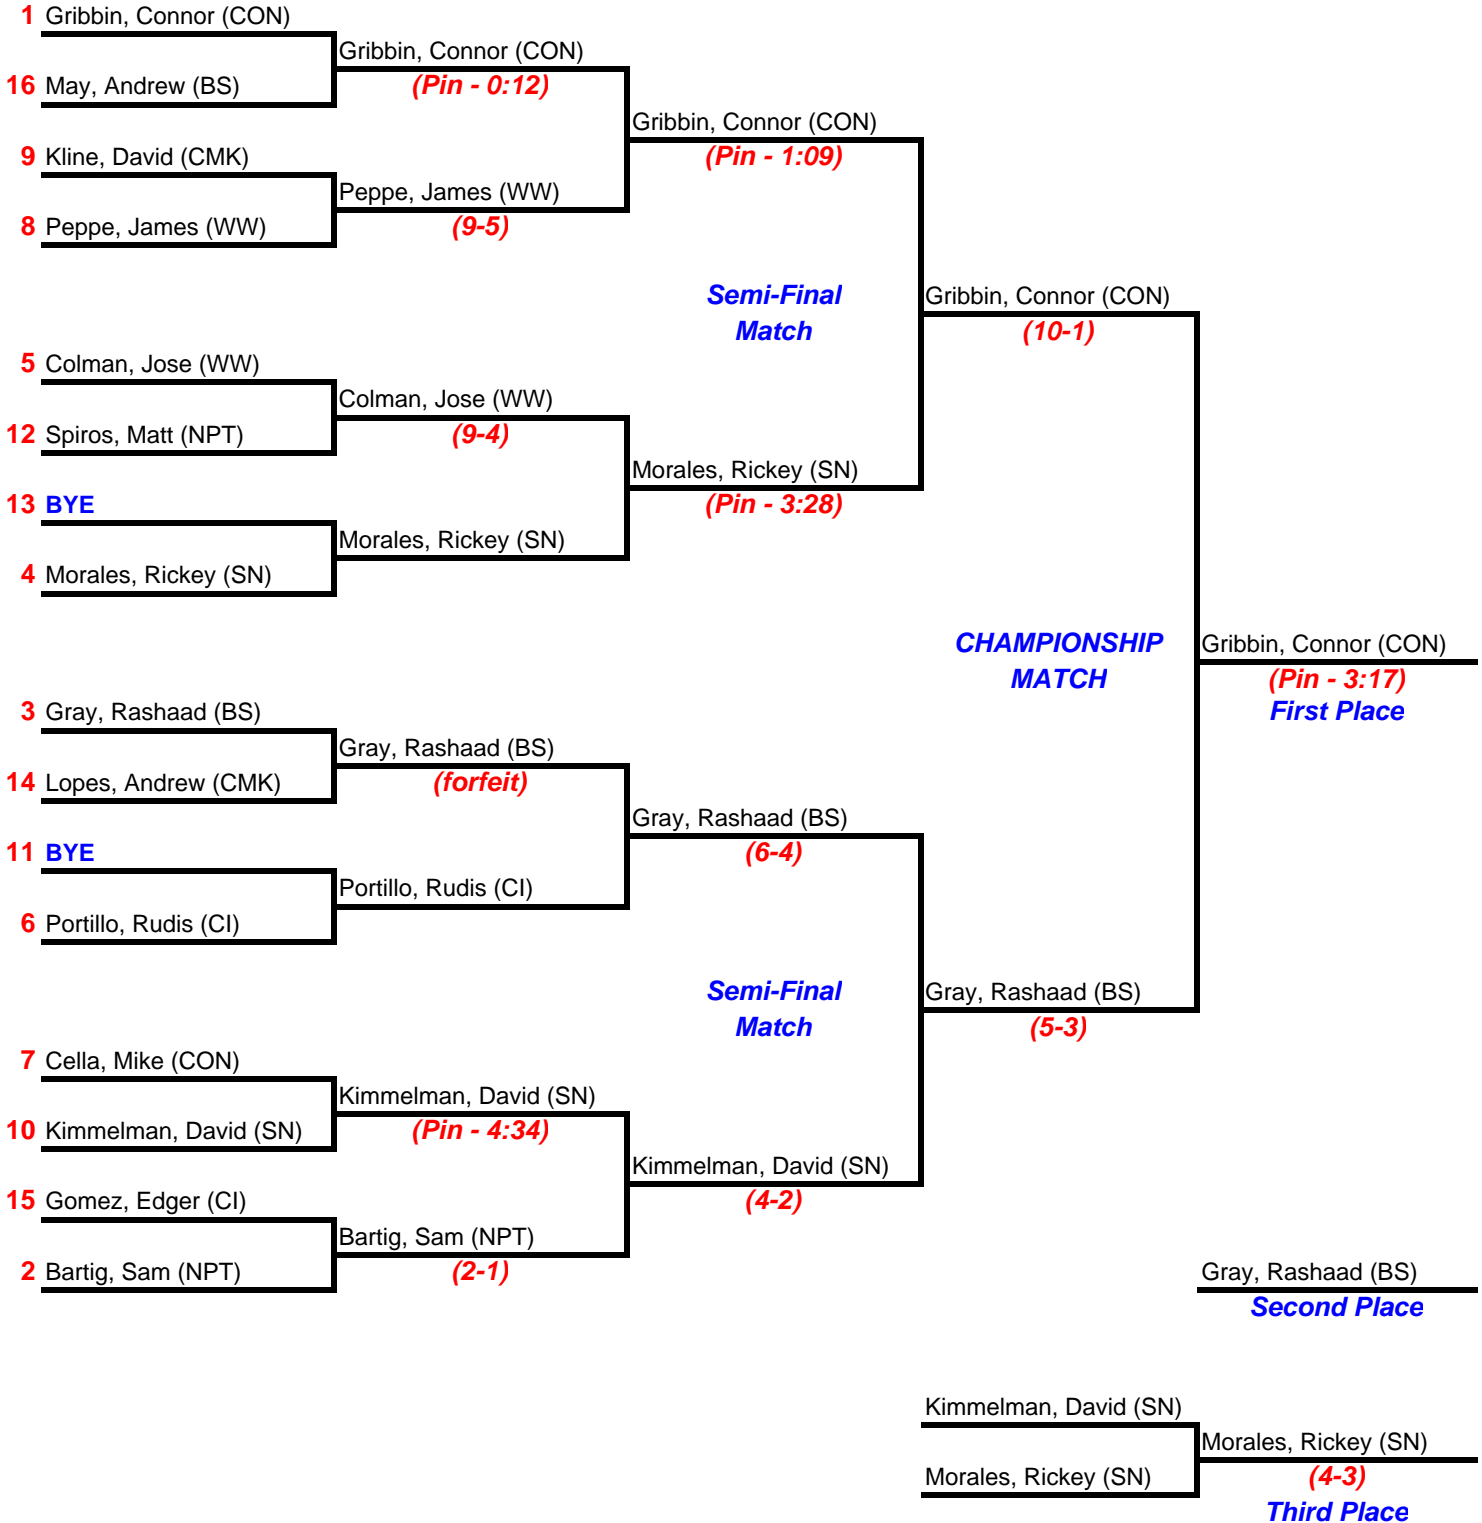 1 Gribbin, Connor (CON)
Gribbin, Connor (CON)
16 May, Andrew (BS)
(Pin - 0:12)
Gribbin, Connor (CON)
9 Kline, David (CMK)
(Pin - 1:09)
Peppe, James (WW)
8 Peppe, James (WW)
(9-5)
Semi-Final
Match
Gribbin, Connor (CON)
(10-1)
5 Colman, Jose (WW)
Colman, Jose (WW)
12 Spiros, Matt (NPT)
(9-4)
Morales, Rickey (SN)
13 BYE
(Pin - 3:28)
Morales, Rickey (SN)
4 Morales, Rickey (SN)
CHAMPIONSHIP
MATCH
Gribbin, Connor (CON)
(Pin - 3:17)
First Place
3 Gray, Rashaad (BS)
Gray, Rashaad (BS)
14 Lopes, Andrew (CMK)
(forfeit)
Gray, Rashaad (BS)
11 BYE
(6-4)
Portillo, Rudis (CI)
6 Portillo, Rudis (CI)
Semi-Final
Match
Gray, Rashaad (BS)
(5-3)
7 Cella, Mike (CON)
Kimmelman, David (SN)
10 Kimmelman, David (SN)
(Pin - 4:34)
Kimmelman, David (SN)
15 Gomez, Edger (CI)
(4-2)
Bartig, Sam (NPT)
2 Bartig, Sam (NPT)
(2-1)
Gray, Rashaad (BS)
Second Place
Kimmelman, David (SN)
Morales, Rickey (SN)
Morales, Rickey (SN)
(4-3)
Third Place